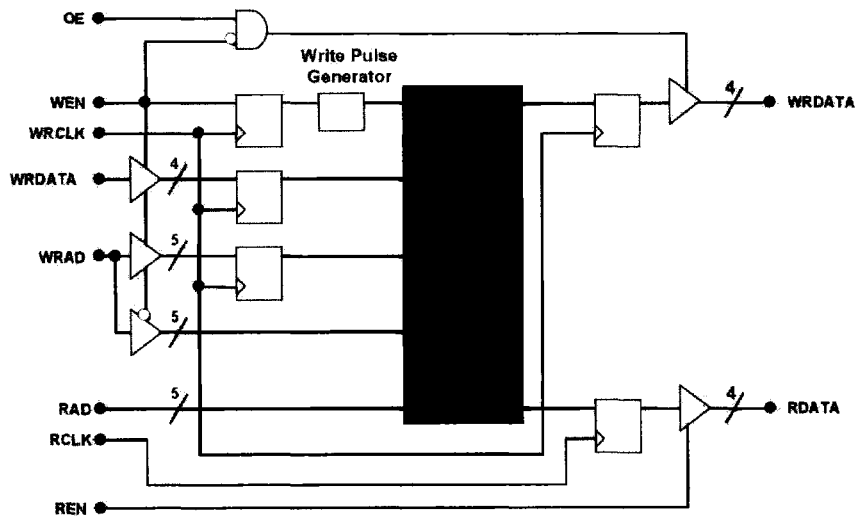 OE
Write Pulse
Generator
WEN
4
WRDATA
WRCLK
4
WRDATA
5
WRAD
5
5
4
RAD
RDATA
RCLK
REN